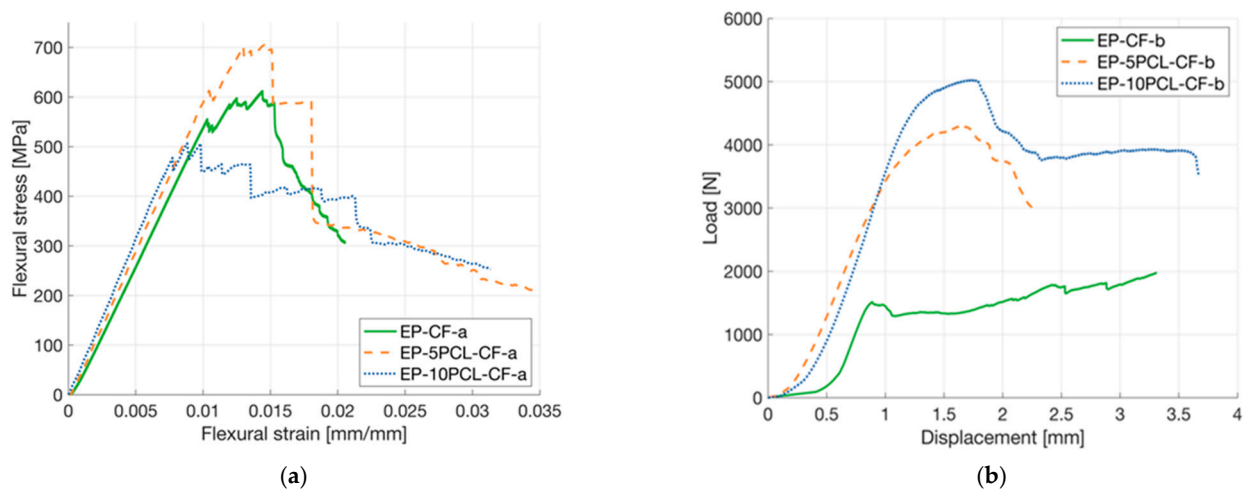 Flexural stress [MPa]
700
600
500
400
300
200
100
0
0
0.005
0.01
0.015
0.02
0.025
0.03
0.035
Flexural strain [mm/mm]
EP-CF-a
EP-5PCL-CF-a
EP-10PCL-CF-a
(a)
Load [N]
6000
5000
4000
3000
2000
1000
0
0
0.5
1
1.5
2
2.5
3
3.5
4
Displacement [mm]
EP-CF-b
EP-5PCL-CF-b
EP-10PCL-CF-b
(b)